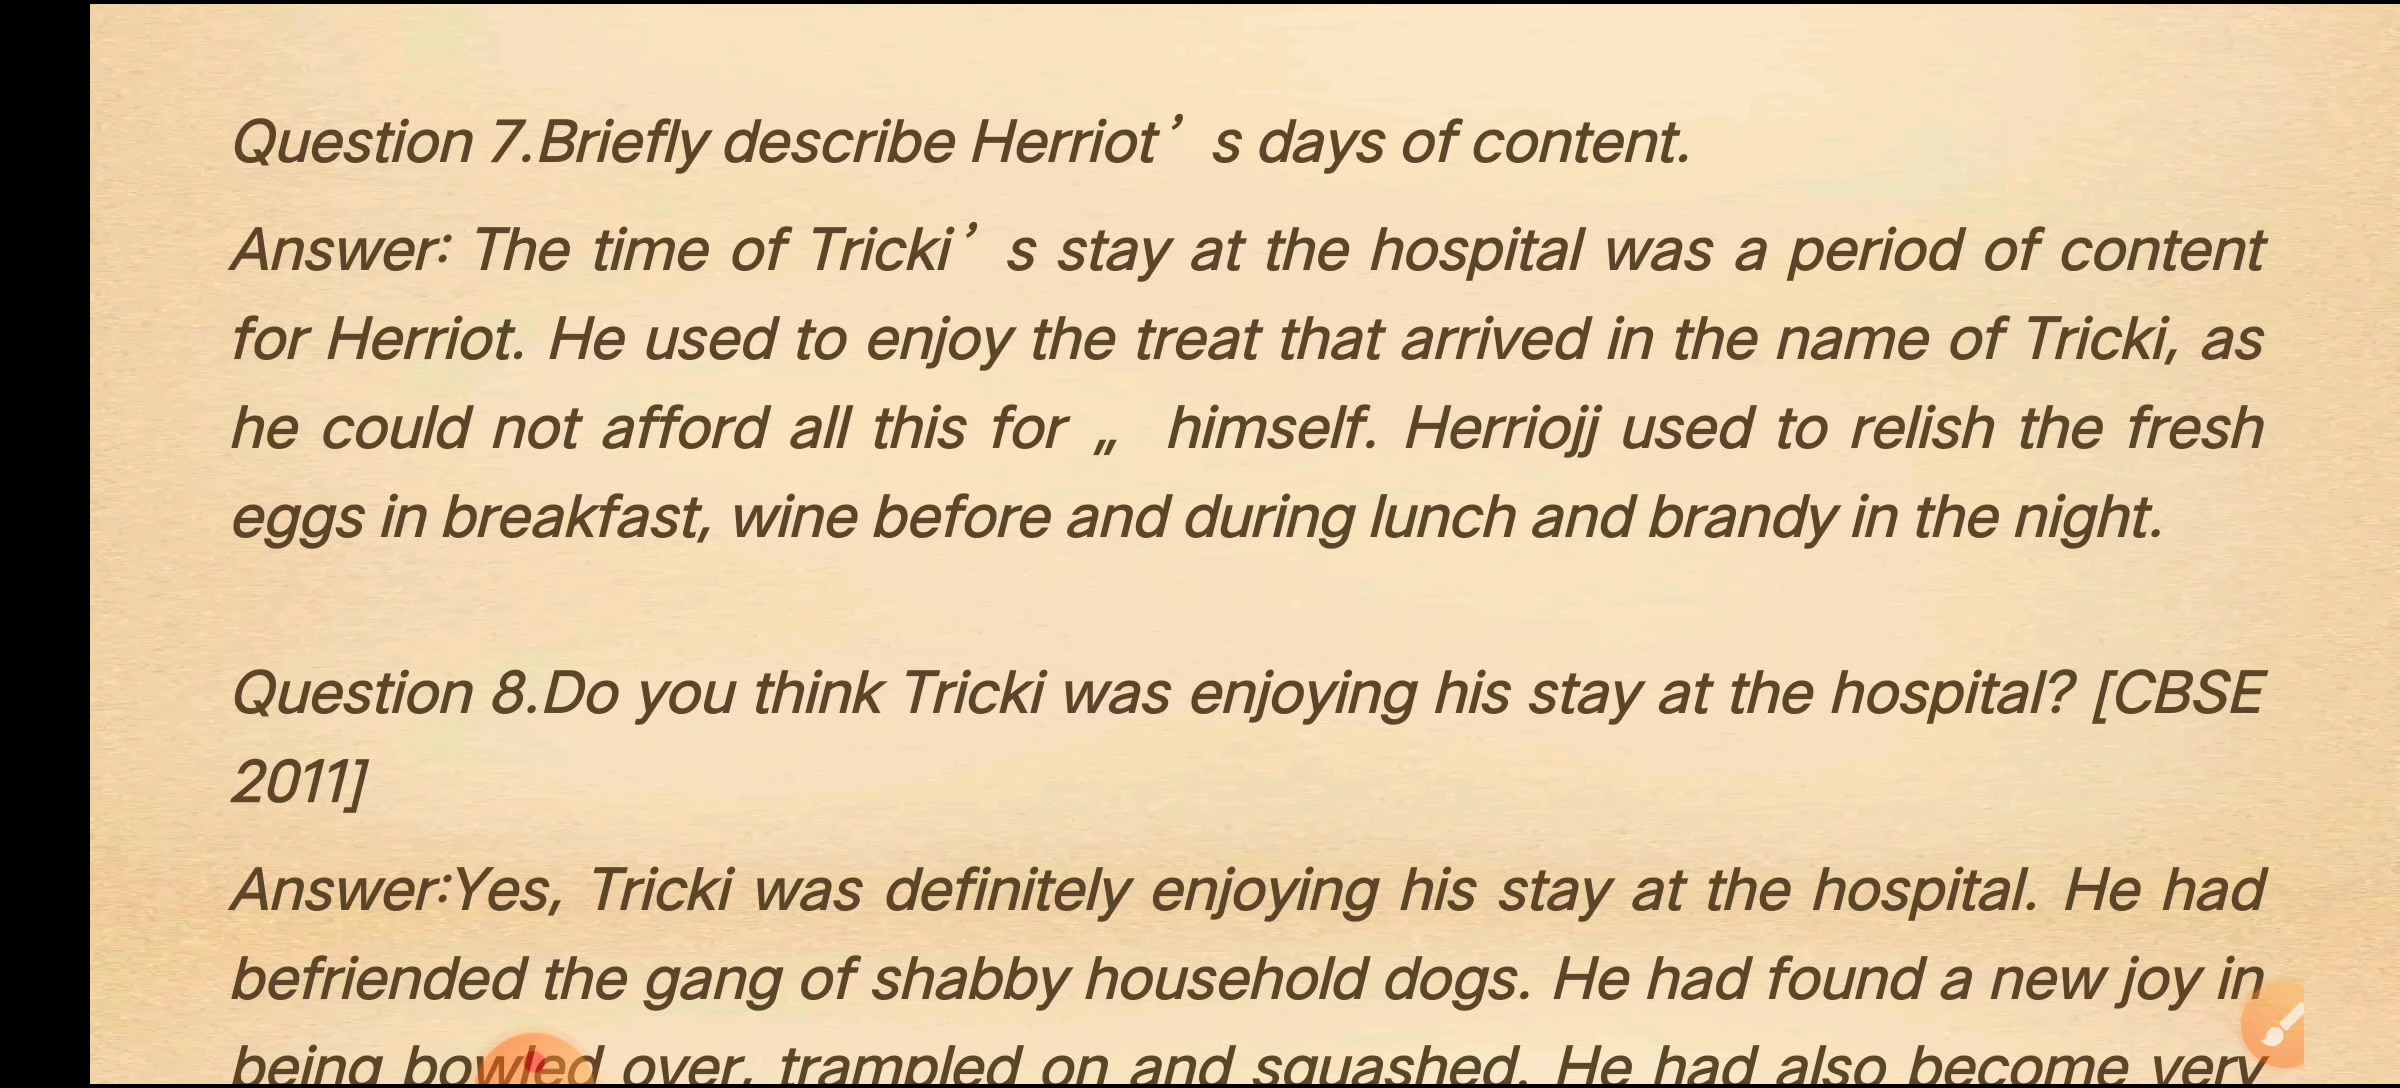 Question 7.Briefly describe Herriot’ s days of content.
Answer: The time of Tricki’ s stay at the hospital was a period of content
for Herriot. He used to enjoy the treat that arrived in the name of Tricki, as
he could not afford all this for „ himself. Herriojj used to relish the fresh
eggs in breakfast, wine before and during lunch and brandy in the night.
Question 8.Do you think Tricki was enjoying his stay at the hospital? [CBSE
2011]
Answer:Yes, Tricki was definitely enjoying his stay at the hospital. He had
befriended the gang of shabby household dogs. He had found a new joy in
being bowled over, trampled on and squashed. He had also become very